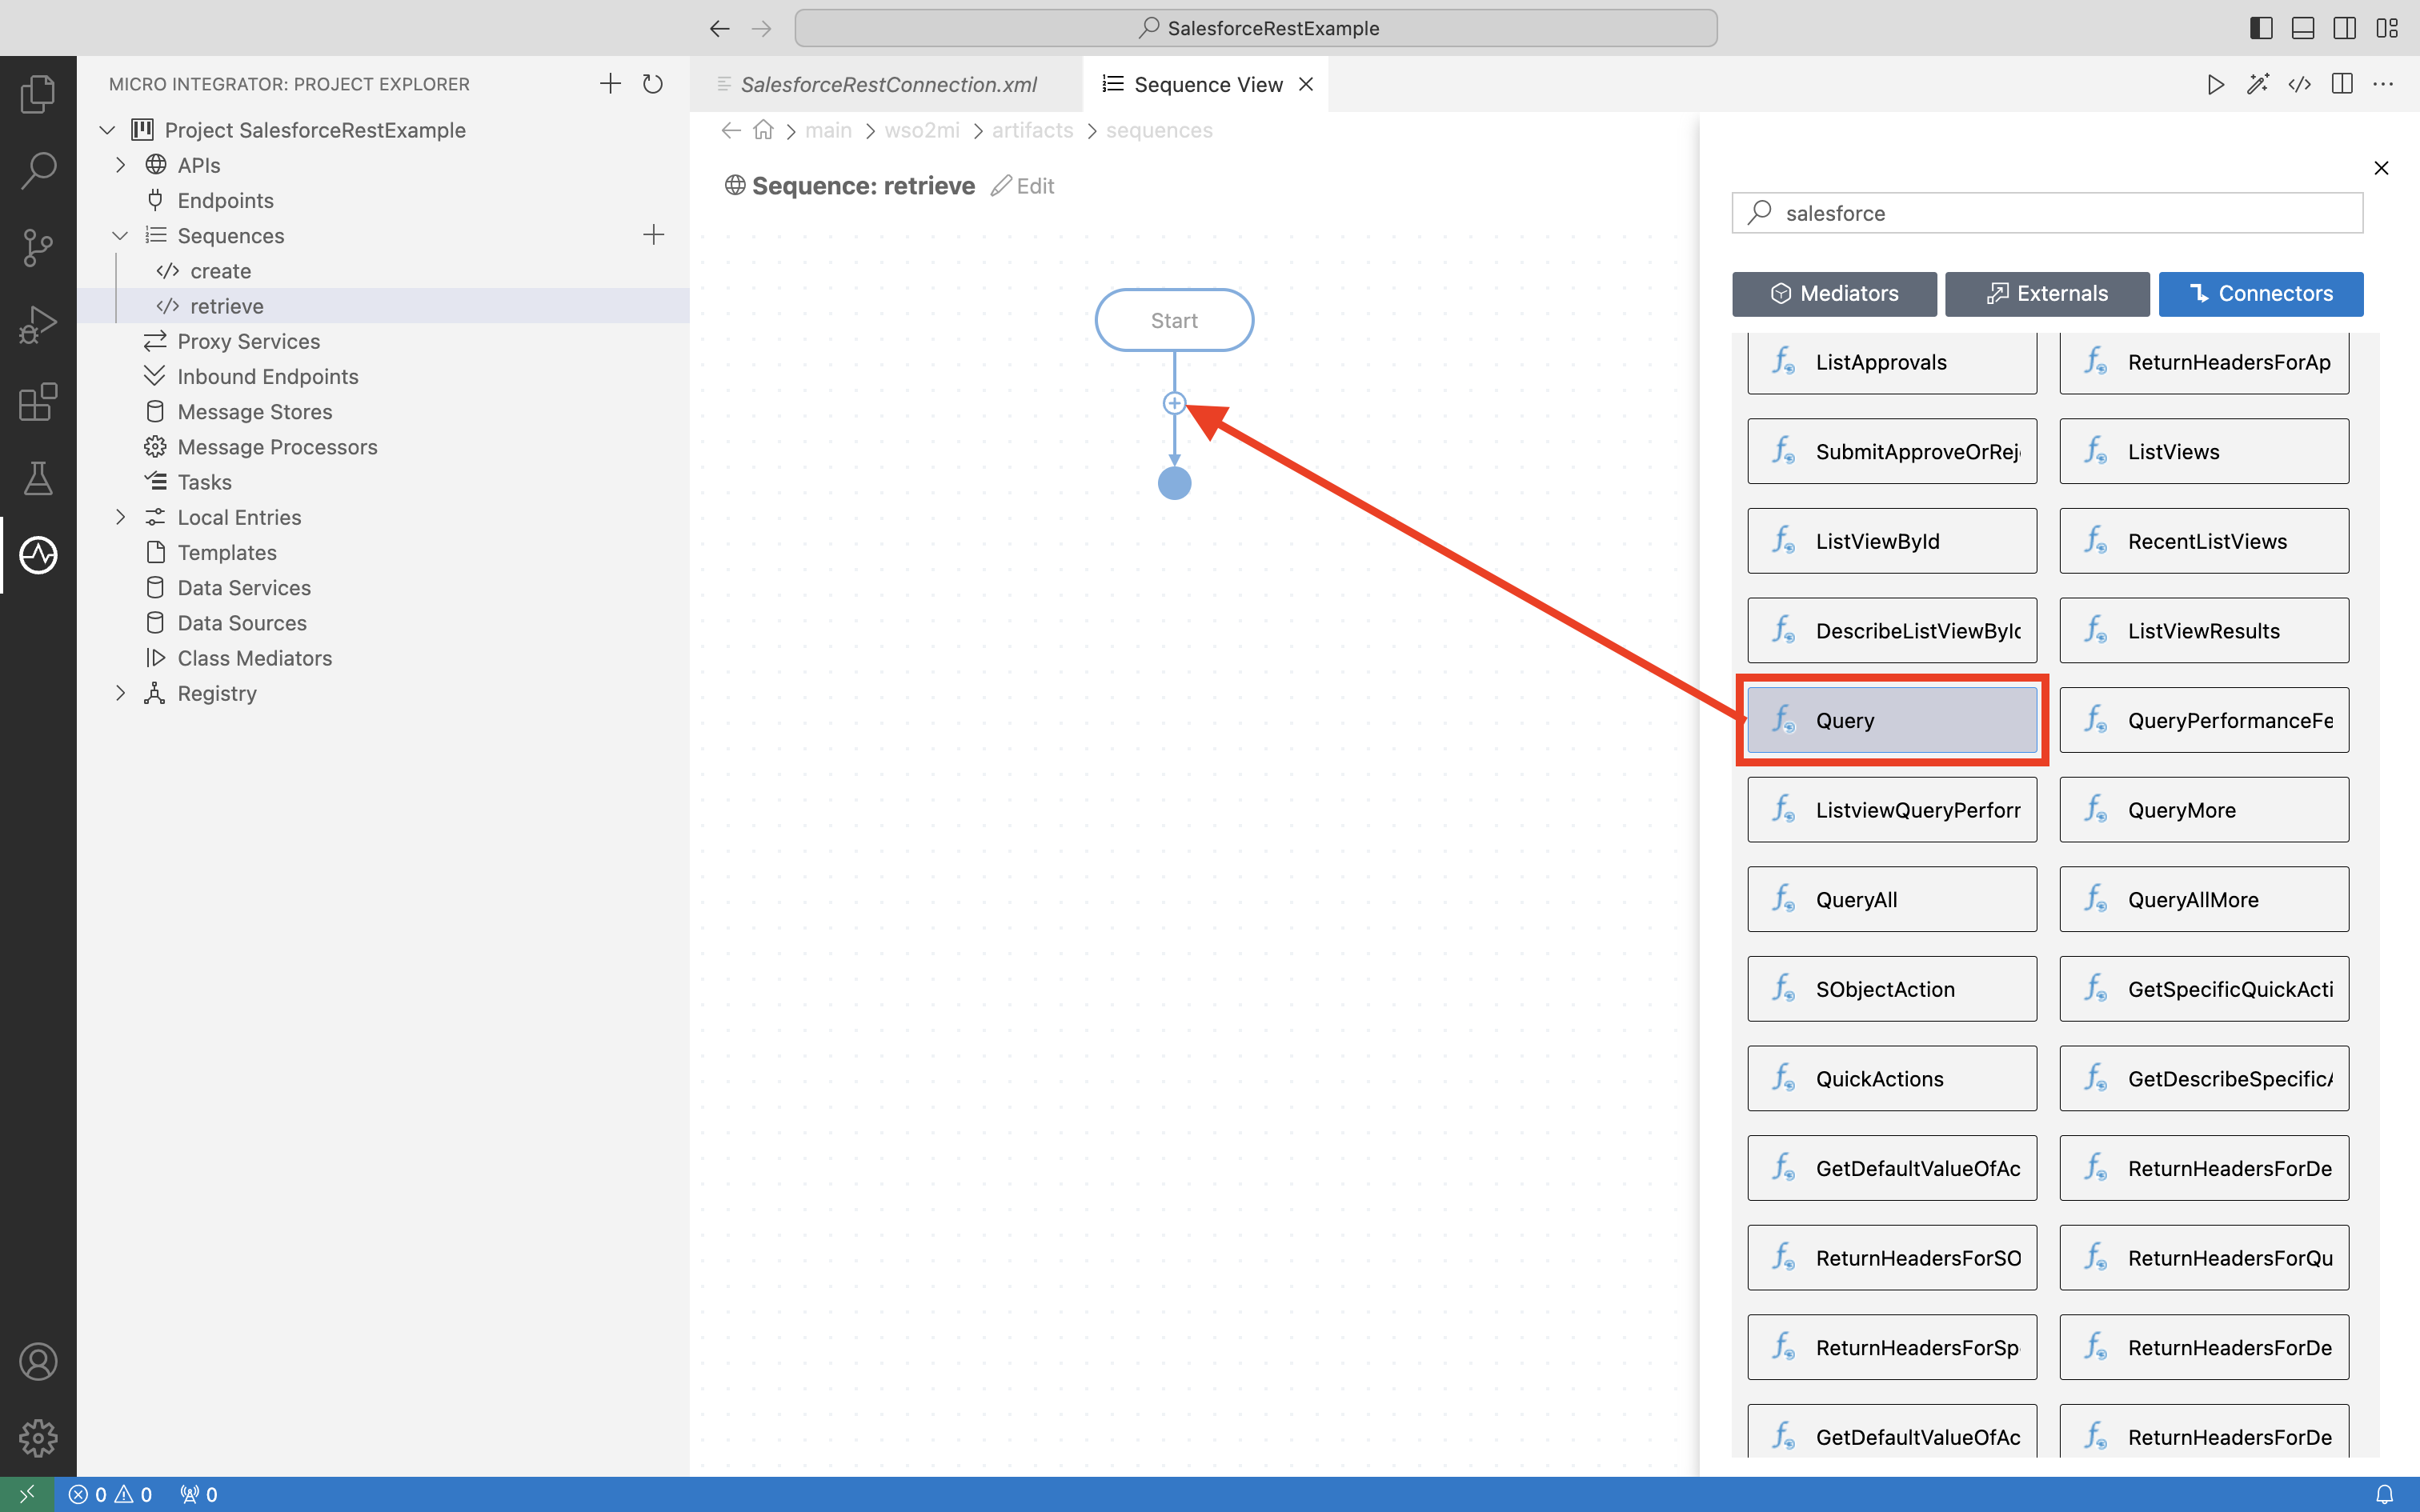 SalesforceRestExample
MICRO INTEGRATOR: PROJECT EXPLORER
Project SalesforceRestExample
APIs
Endpoints
Sequences
create
retrieve
Proxy Services
Inbound Endpoints
Message Stores
Message Processors
Tasks
Local Entries
Templates
Data Services
Data Sources
Class Mediators
Registry
SalesforceRestConnection.xml
Sequence View
main
wso2mi
artifacts
sequences
Sequence: retrieve
Edit
Start
salesforce
Mediators
Externals
Connectors
ListApprovals
ReturnHeadersForAp
SubmitApproveOrRej
ListViews
ListViewById
RecentListViews
DescribeListViewById
ListViewResults
Query
QueryPerformanceFe
ListviewQueryPerforr
QueryMore
QueryAll
QueryAllMore
SObjectAction
GetSpecificQuickActi
QuickActions
GetDescribeSpecificA
GetDefaultValueOfAc
ReturnHeadersForDe
ReturnHeadersForSO
ReturnHeadersForQu
ReturnHeadersForSp
ReturnHeadersForDe
GetDefaultValueOfAc
ReturnHeadersForDe
0
0
0